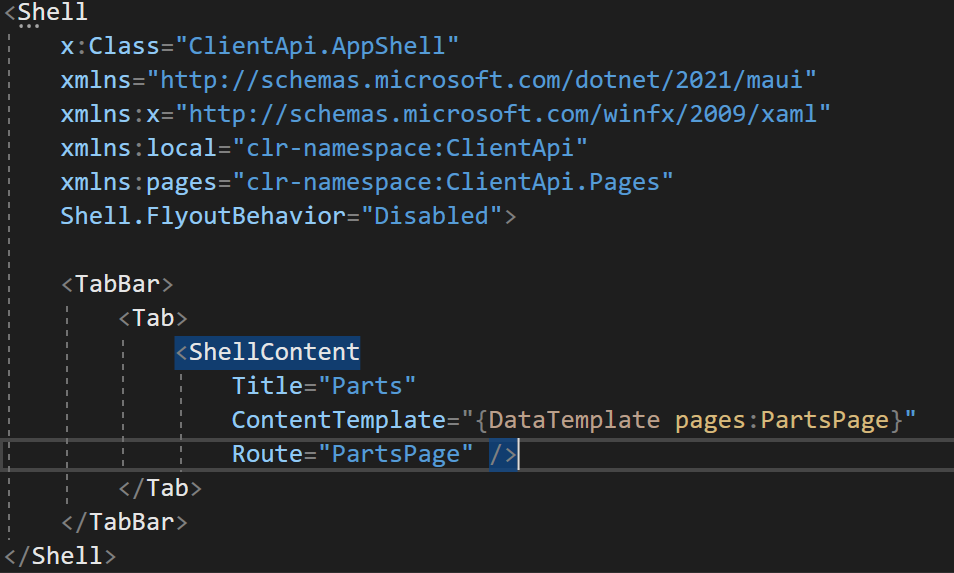 <Shell
x:Class="ClientApi.AppShell"
xmlns="http://schemas.microsoft.com/dotnet/2021/maui"
xmlns:x="http://schemas.microsoft.com/winfx/2009/xaml"
xmlns:local="clr-namespace:ClientApi"
xmlns:pages="clr-namespace:ClientApi.Pages"
Shell.FlyoutBehavior="Disabled">
<TabBar>
<Tab>
<ShellContent
Title="Parts"
ContentTemplate="{DataTemplate pages:PartsPage}"
Route="PartsPage" />
</Tab>
</TabBar>
</Shell>